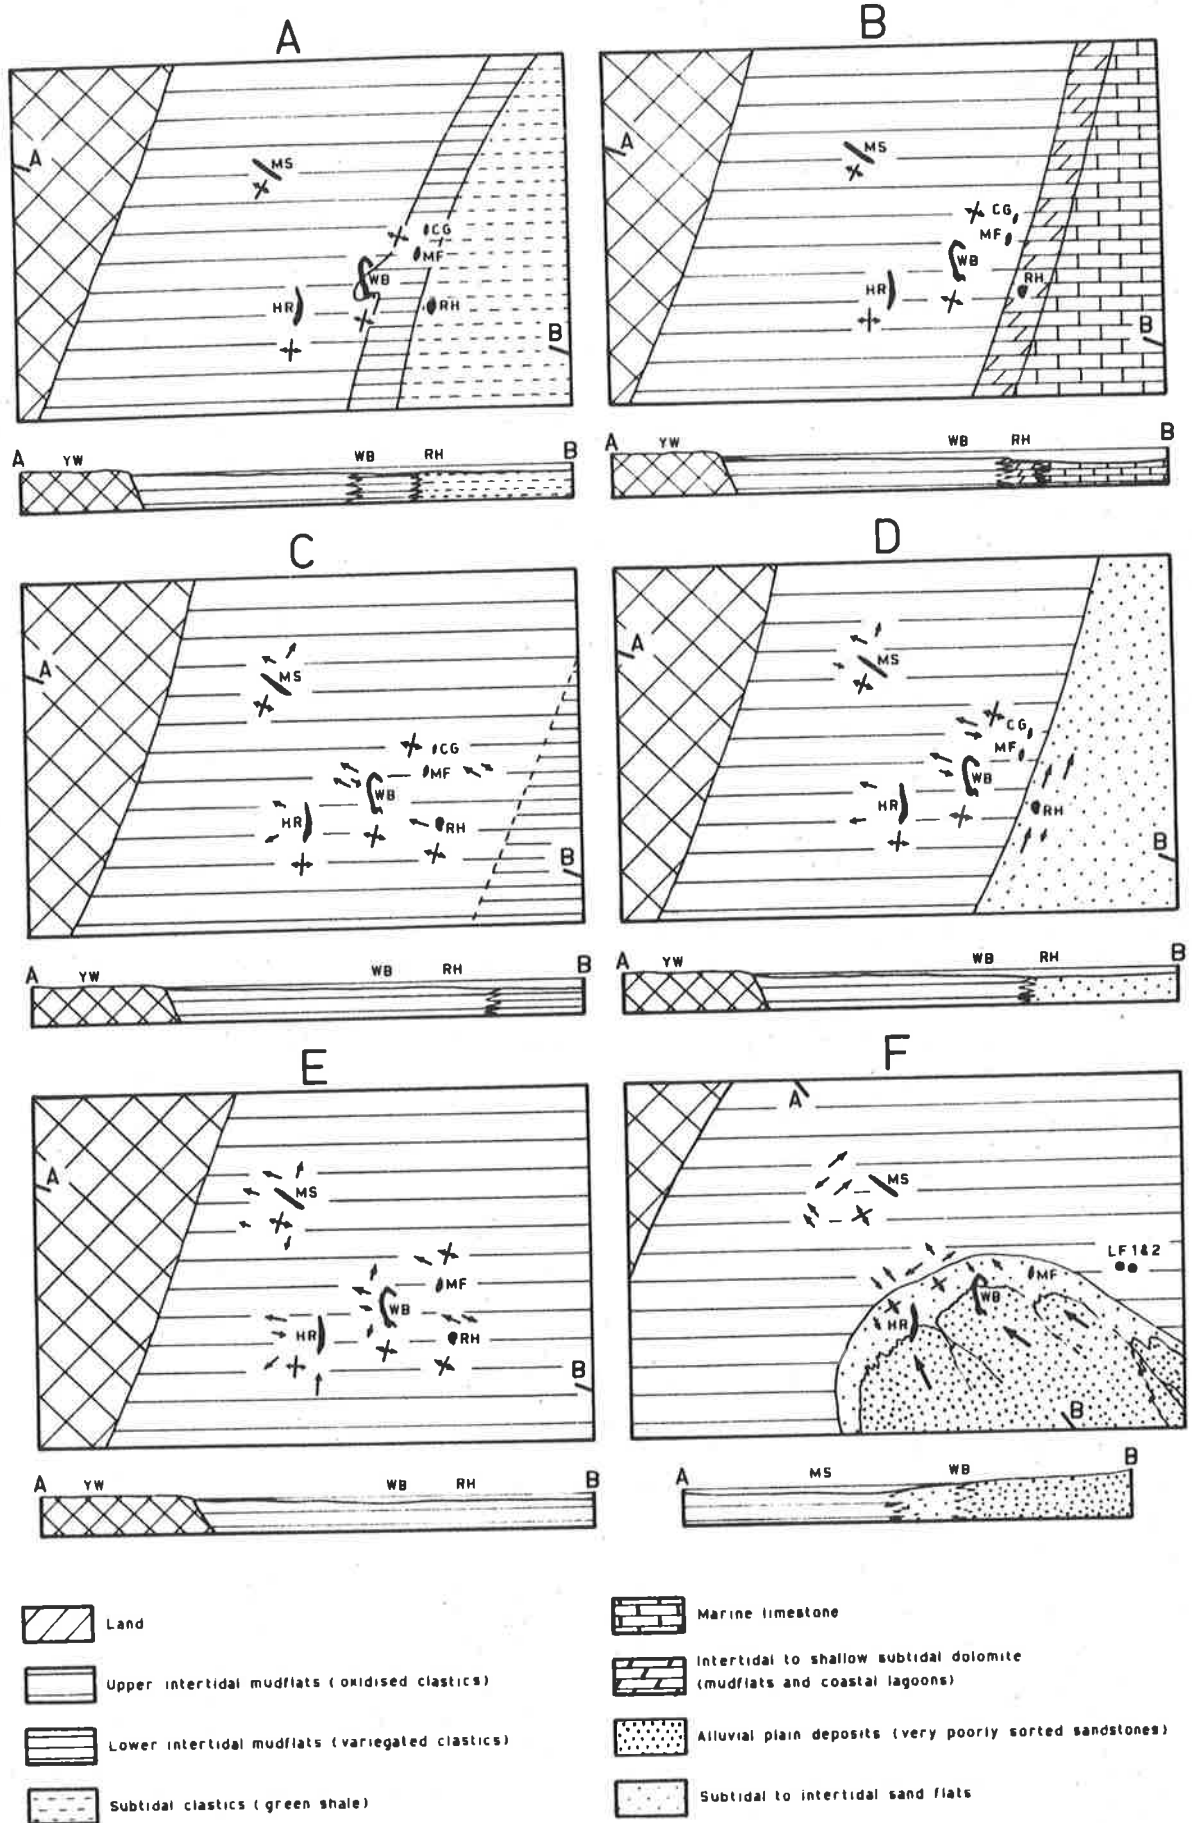 A
A
MS
CG
MF
WB
HR
RH
B
A
YW
WB
RH
B
B
A
MS
CG
MF
WB
RH
HR
B
A
YW
WB
RH
B
C
A
MS
CG
MF
WB
HR
RH
B
A
YW
WB
RH
B
D
A
MS
CG
MF
WB
HR
RH
B
A
YW
WB
RH
B
E
A
MS
MF
WB
HR
RH
B
A
YW
WB
RH
B
F
A
MS
LF 1&2
MF
WB
HR
B
A
MS
WB
B
Land
Upper intertidal mudflats (oxidised clastics)
Lower intertidal mudflats (variegated clastics)
Subtidal clastics (green shale)
Marine limestone
Intertidal to shallow subtidal dolomite
(mudflats and coastal lagoons)
Alluvial plain deposits (very poorly sorted sandstones)
Subtidal to intertidal sand flats